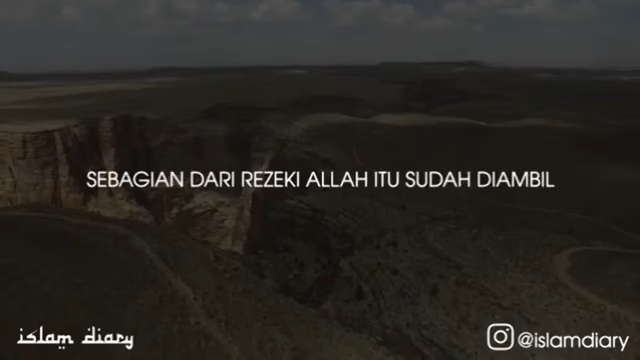 SEBAGIAN DARI REZEKI ALLAH ITU SUDAH DIAMBIL
islam diary
@islamdiary